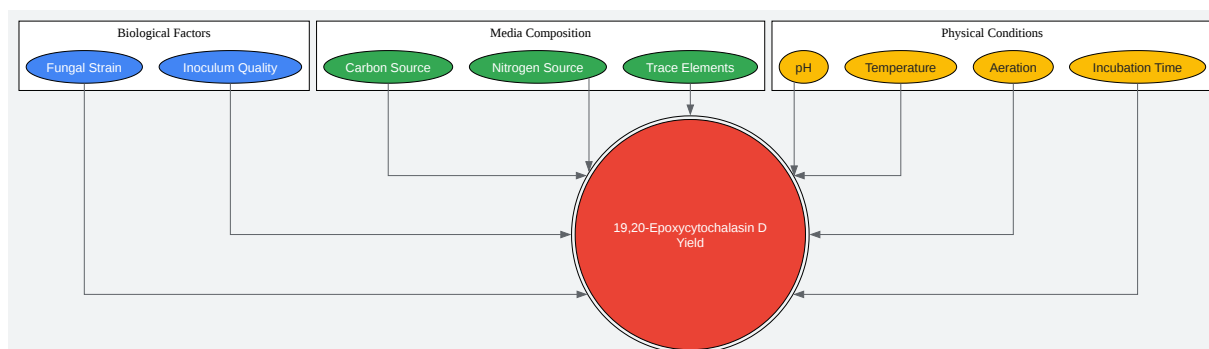 Biological Factors
Fungal Strain
Inoculum Quality
Media Composition
Carbon Source
Nitrogen Source
Trace Elements
Physical Conditions
pH
Temperature
Aeration
Incubation Time
19,20-Epoxycytochalasin D
Yield